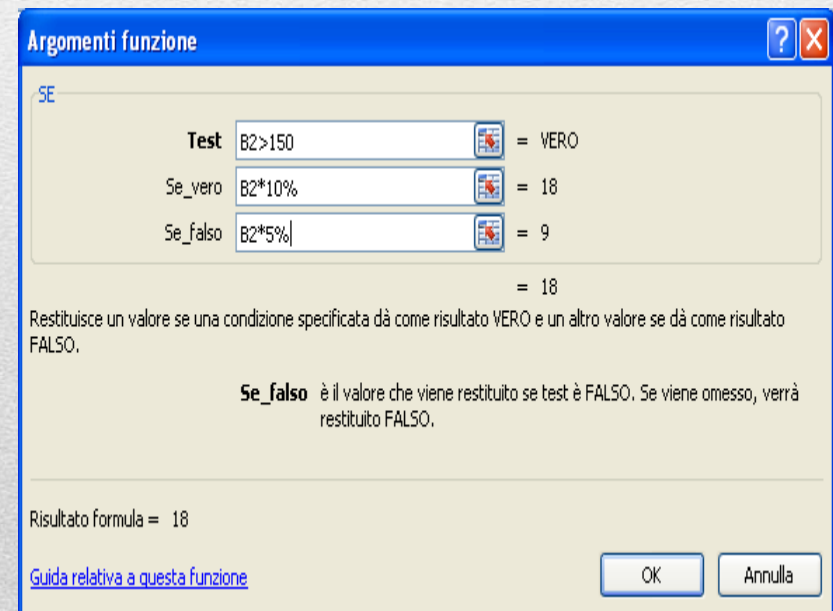 Argomenti funzione
SE
Test B2>150 = VERO
Se_vero B2*10% = 18
Se_falso B2*5% = 9
= 18
Restituisce un valore se una condizione specificata dà come risultato VERO e un altro valore se dà come risultato
FALSO.
Se_falso è il valore che viene restituito se test è FALSO. Se viene omesso, verrà
restituito FALSO.
Risultato formula = 18
Guida relativa a questa funzione
OK Annulla